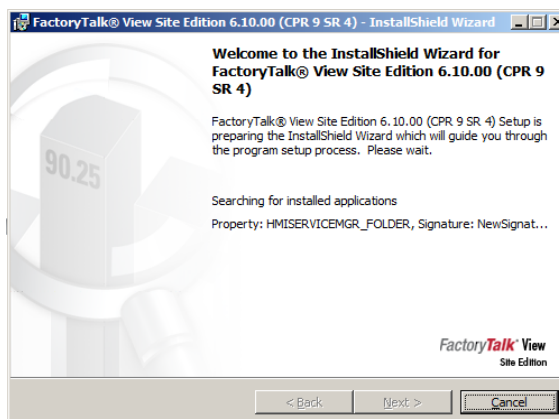 FactoryTalk® View Site Edition 6.10.00 (CPR 9 SR 4) - InstallShield Wizard
Welcome to the InstallShield Wizard for
FactoryTalk® View Site Edition 6.10.00 (CPR 9
SR 4)
FactoryTalk® View Site Edition 6.10.00 (CPR 9 SR 4) Setup is
preparing the InstallShield Wizard which will guide you through
the program setup process. Please wait.
90.25
Searching for installed applications
Property: HMISERVICEMGR_FOLDER, Signature: NewSignat...
FactoryTalk® View
Site Edition
< Back Next > Cancel